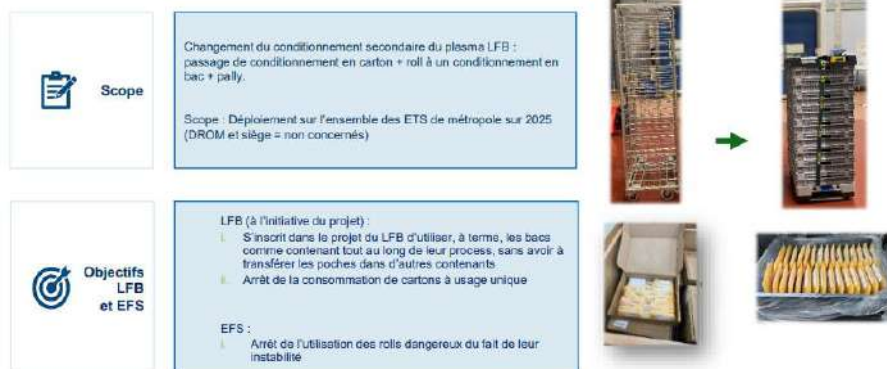 Scope
Changement du conditionnement secondaire du plasma LFB :
passage de conditionnement en carton + roll à un conditionnement en
bac + pally.
Scope : Déploiement sur l'ensemble des ETS de métropole sur 2025
(DROM et siège = non concernés)
Objectifs
LFB
et EFS
LFB (à l'initiative du projet) :
i. S'inscrit dans le projet du LFB d'utiliser, à terme, les bacs
comme contenant tout au long de leur process, sans avoir à
transférer les poches dans d'autres contenants
ii. Arrêt de la consommation de cartons à usage unique
EFS :
i. Arrêt de l'utilisation des rolls dangereux du fait de leur
instabilité